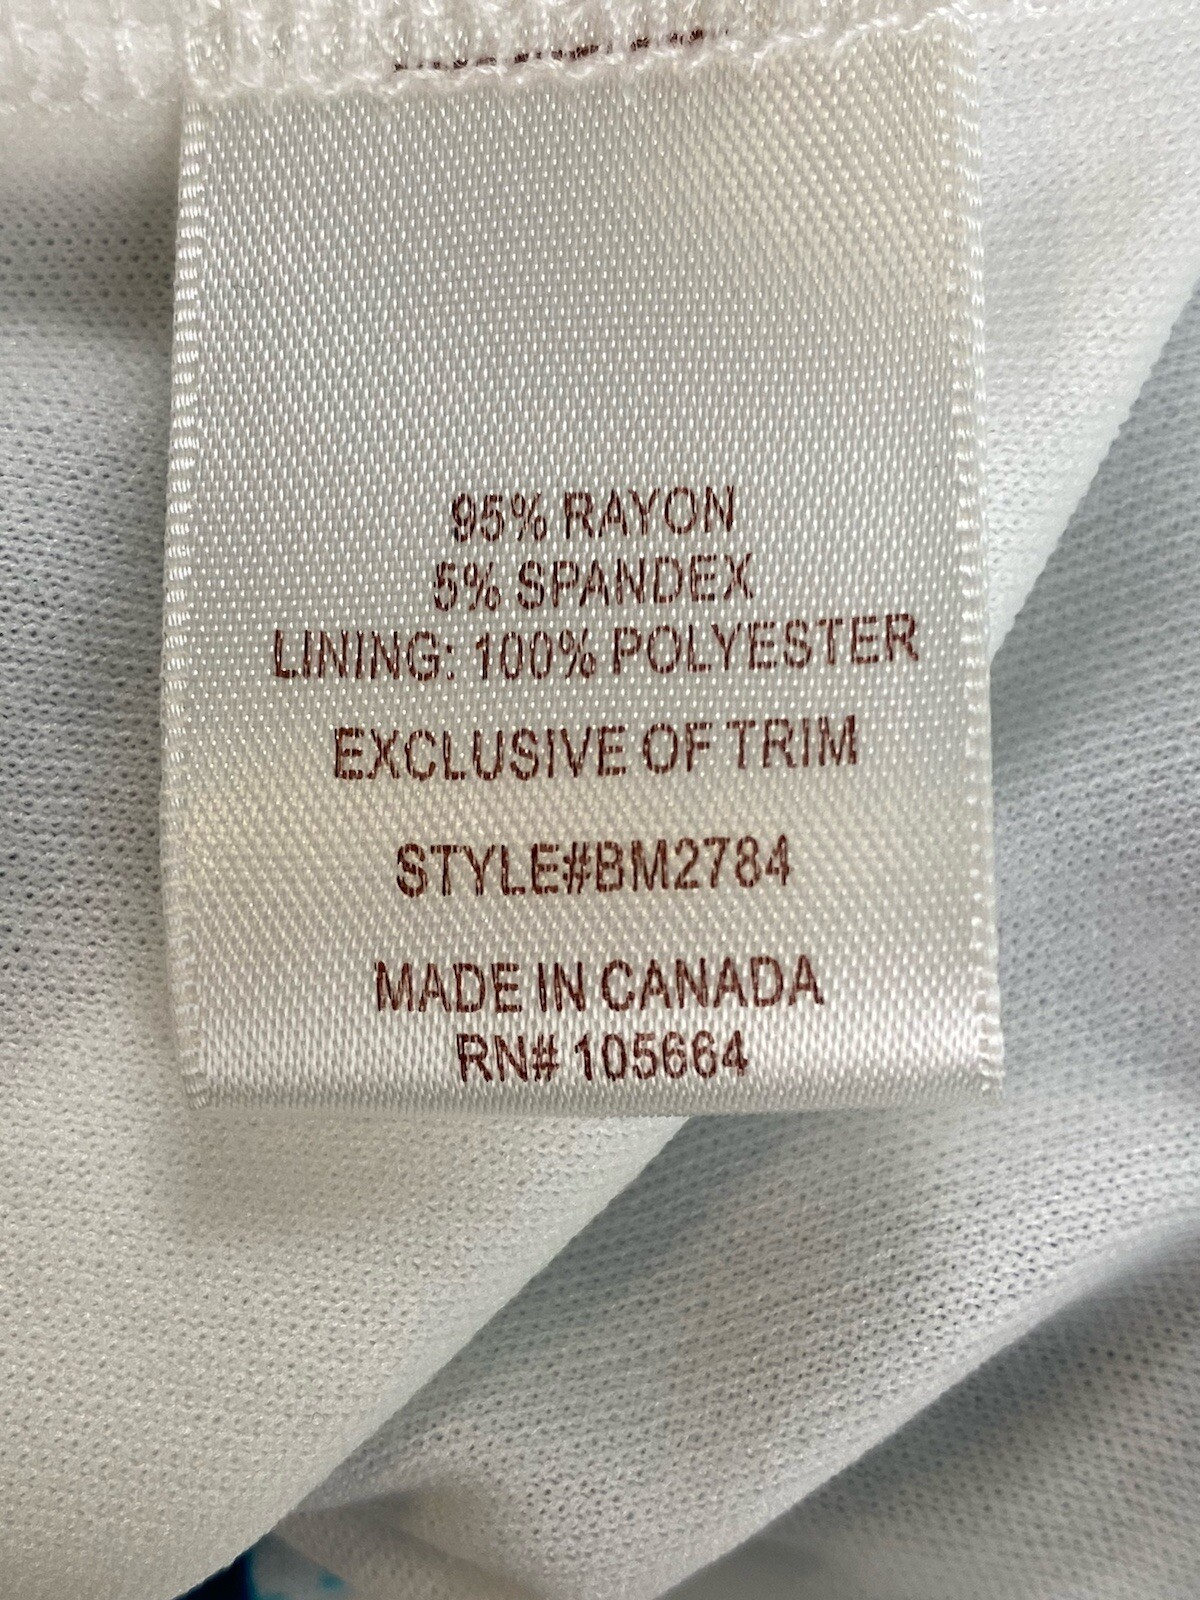 95% RAYON
5% SPANDEX
LINING: 100% POLYESTER
EXCLUSIVE OF TRIM
STYLE#BM2784
MADE IN CANADA
RN# 105664